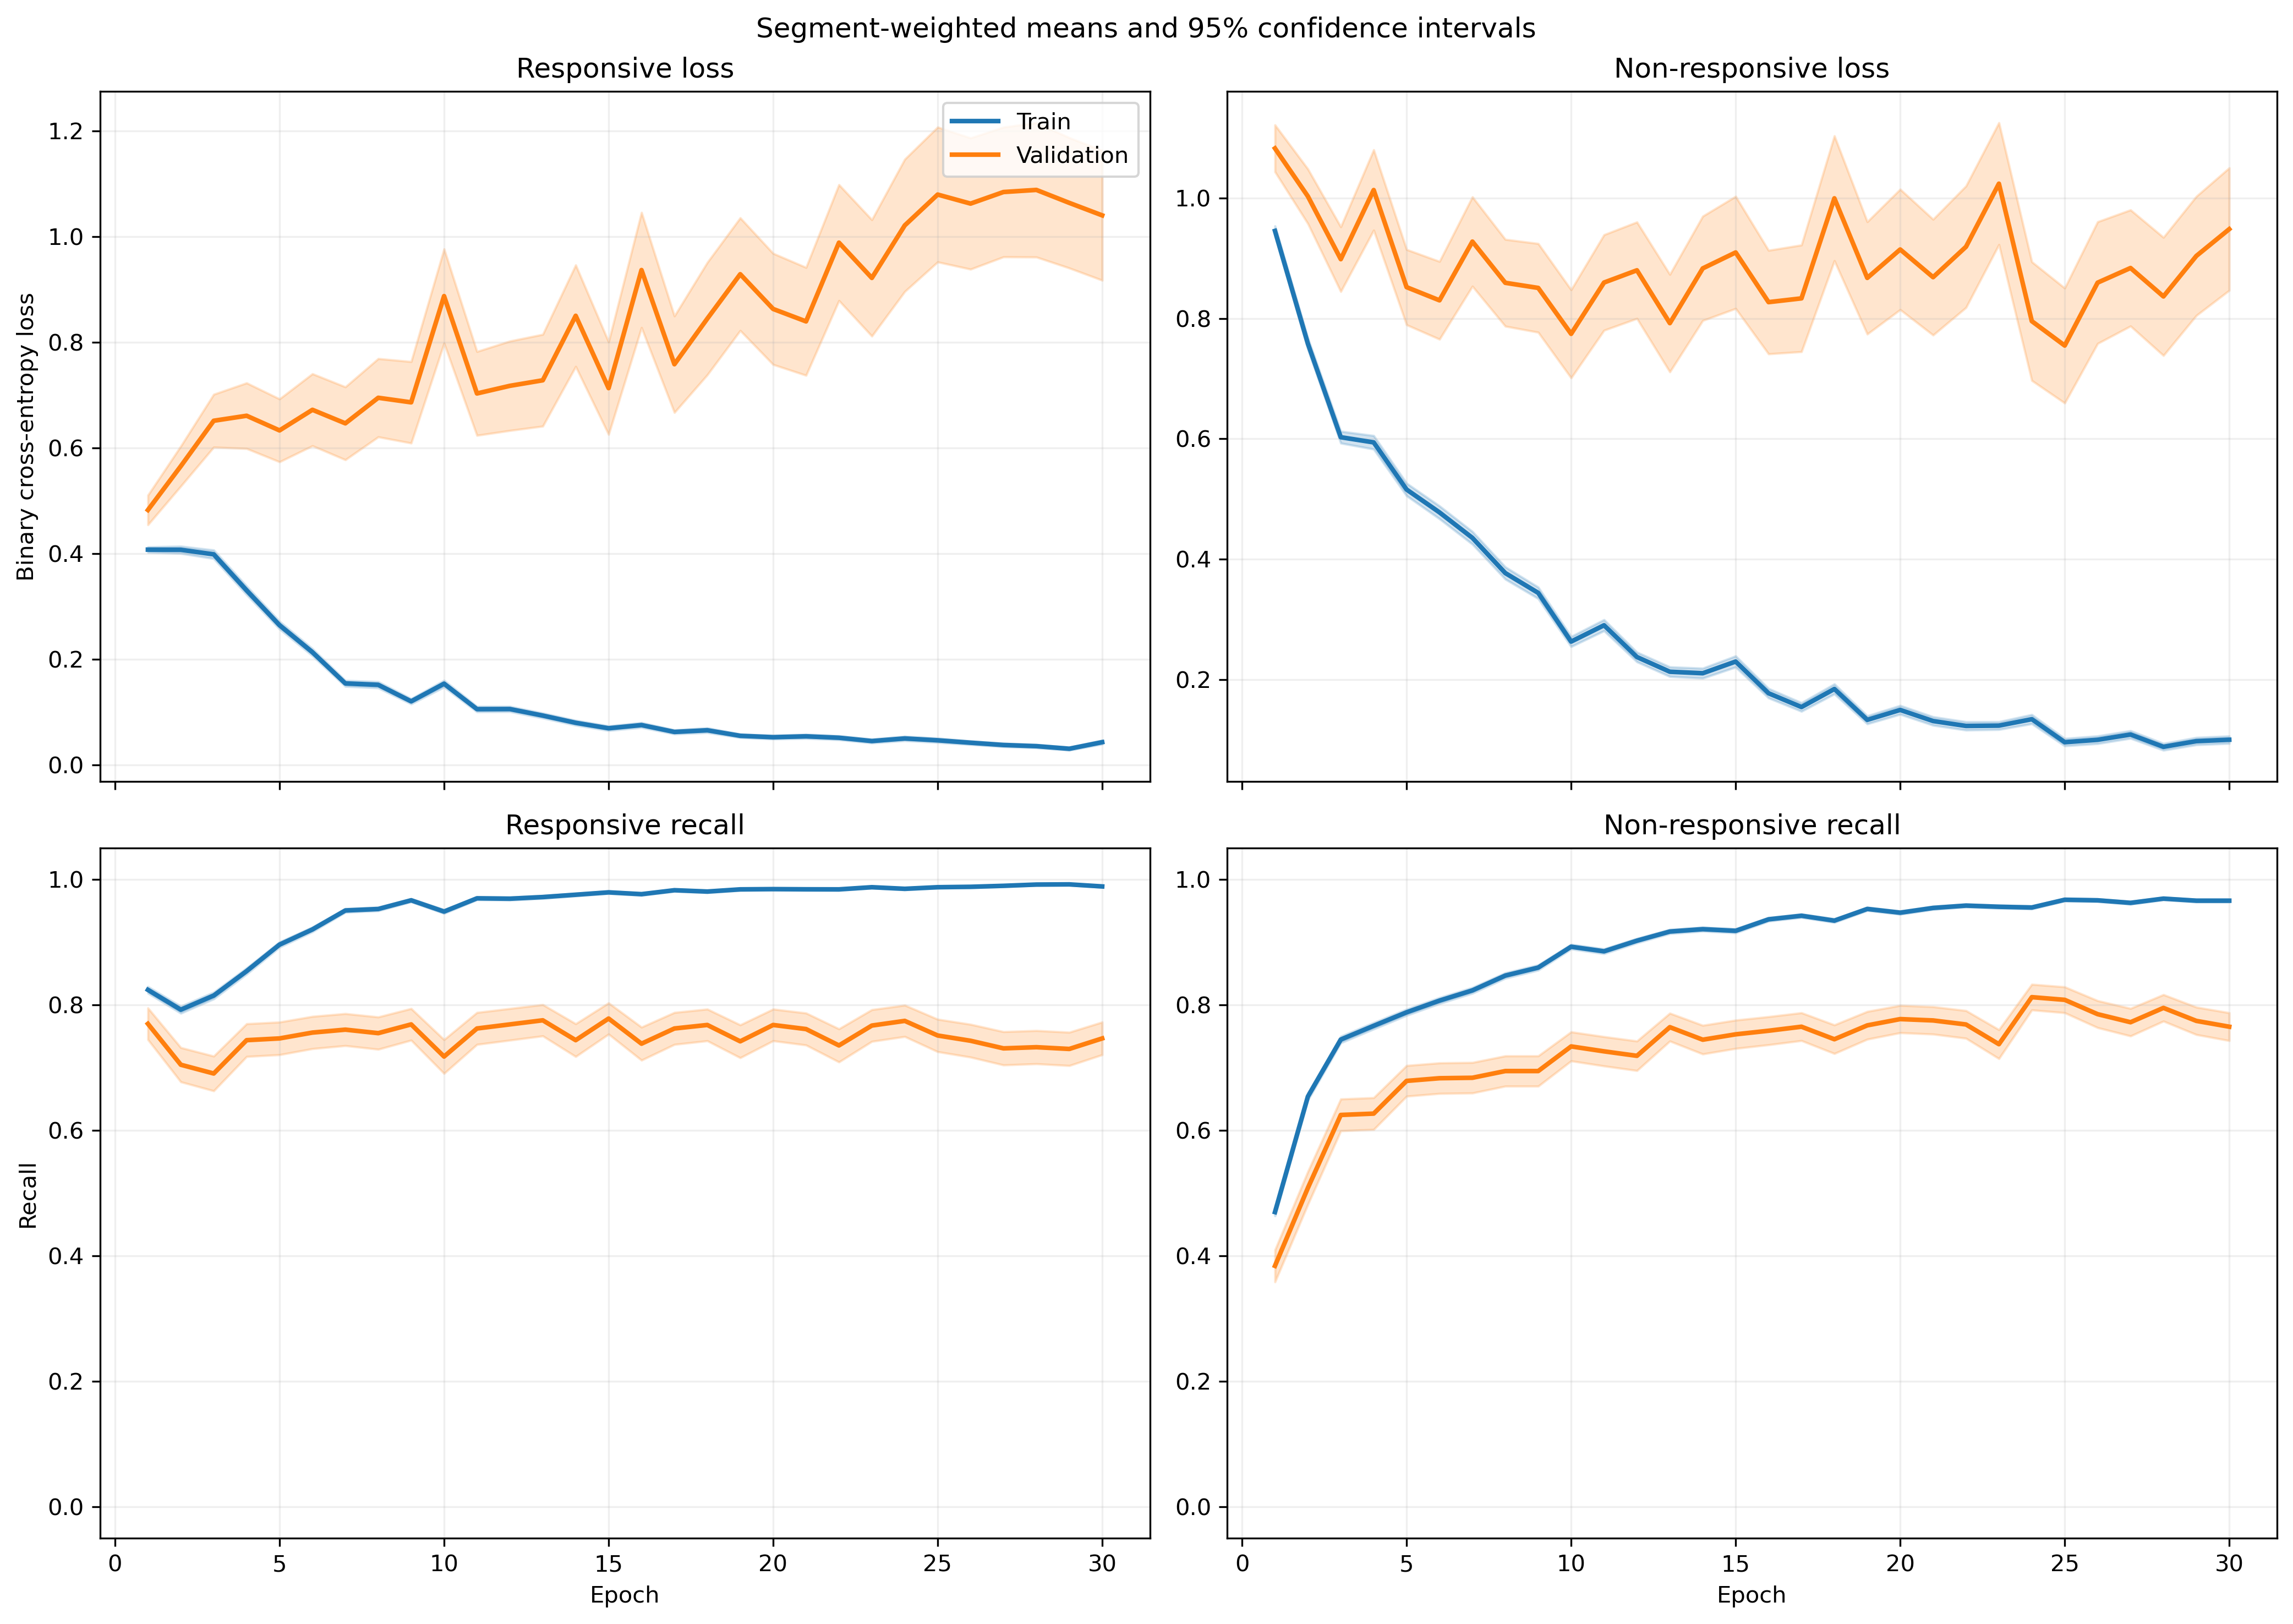 Segment-weighted means and 95% confidence intervals
Responsive loss
Non-responsive loss
Train
Validation
Binary cross-entropy loss
1.2
1.0
0.8
0.6
0.4
0.2
0.0
1.0
0.8
0.6
0.4
0.2
Responsive recall
Non-responsive recall
Recall
1.0
0.8
0.6
0.4
0.2
0.0
0 5 10 15 20 25 30
Epoch
1.0
0.8
0.6
0.4
0.2
0.0
0 5 10 15 20 25 30
Epoch